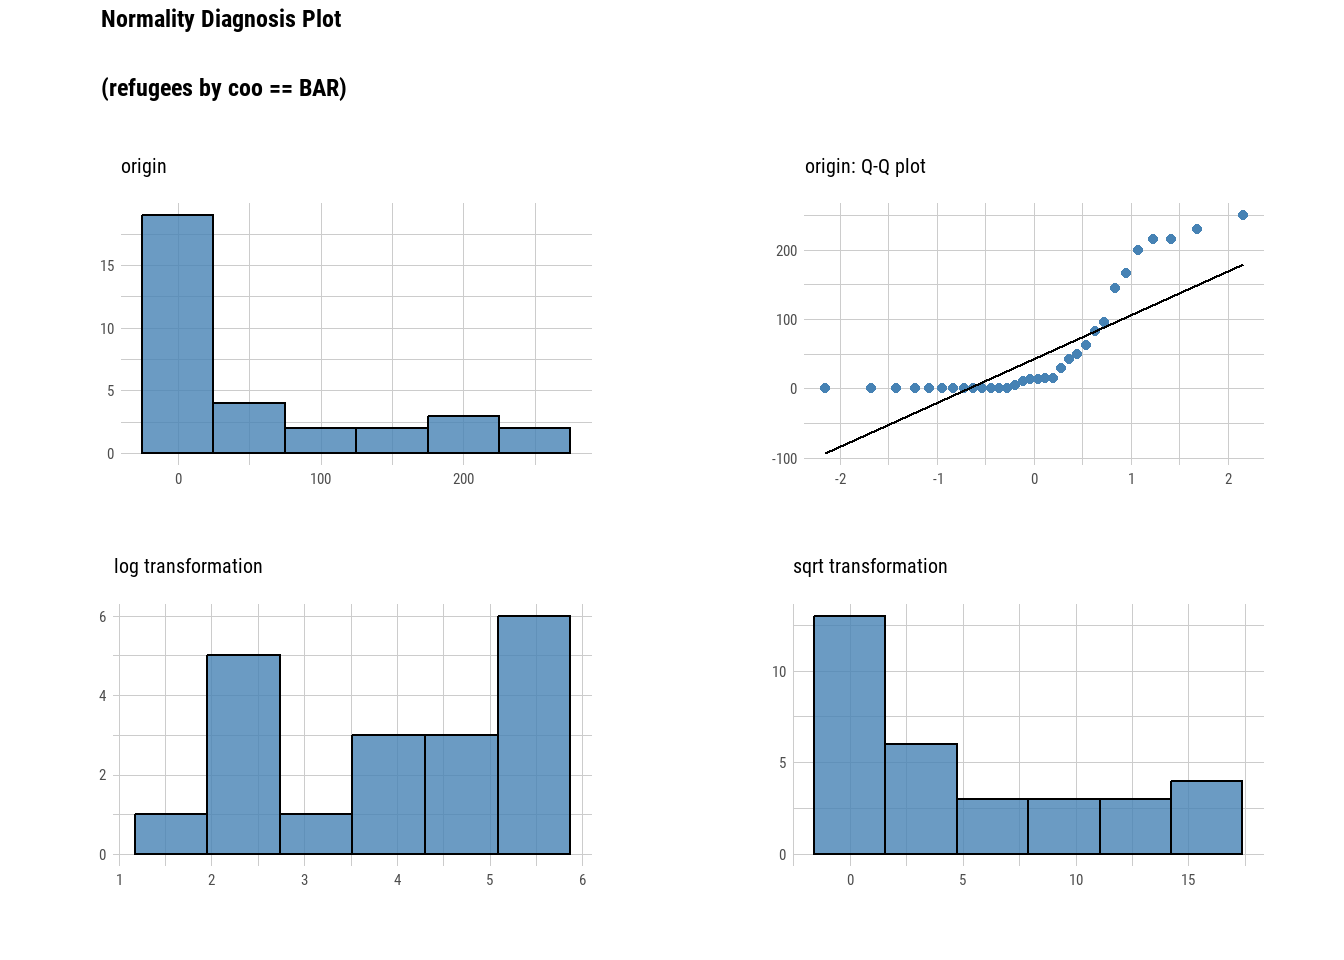 Normality Diagnosis Plot
(refugees by coo == BAR)
origin
15
10
5
0
0 100 200
origin: Q-Q plot
200
100
0
-100
-2 -1 0 1 2
log transformation
6
4
2
0
1 2 3 4 5 6
sqrt transformation
10
5
0
0 5 10 15